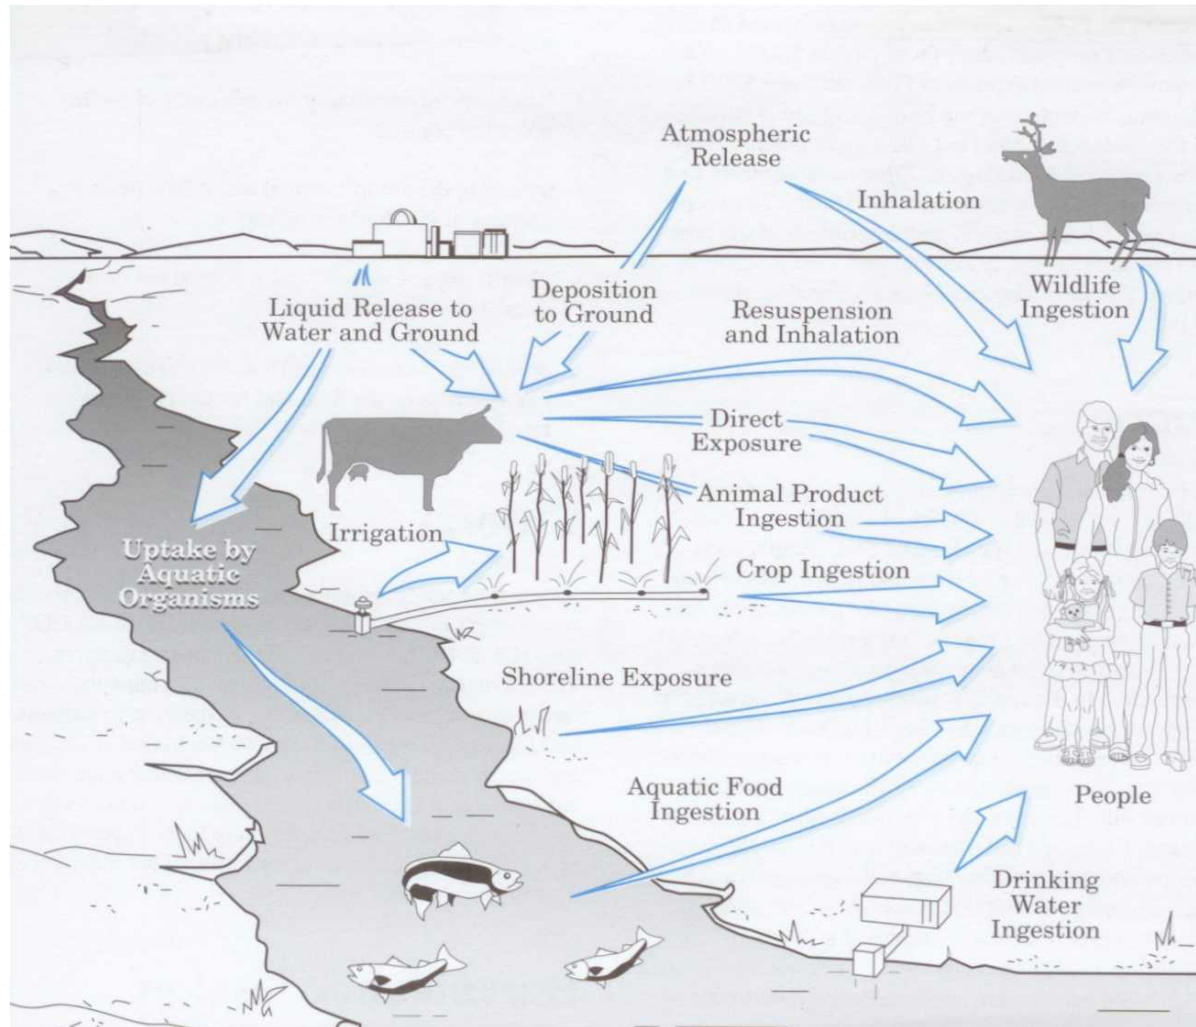 Atmospheric
Release
Inhalation
Wildlife
Ingestion
Liquid Release to
Water and Ground
Deposition
to Ground
Resuspension
and Inhalation
Direct
Exposure
Animal Product
Ingestion
Irrigation
Crop Ingestion
Uptake by
Aquatic
Organisms
Shoreline Exposure
Aquatic Food
Ingestion
People
Drinking
Water
Ingestion